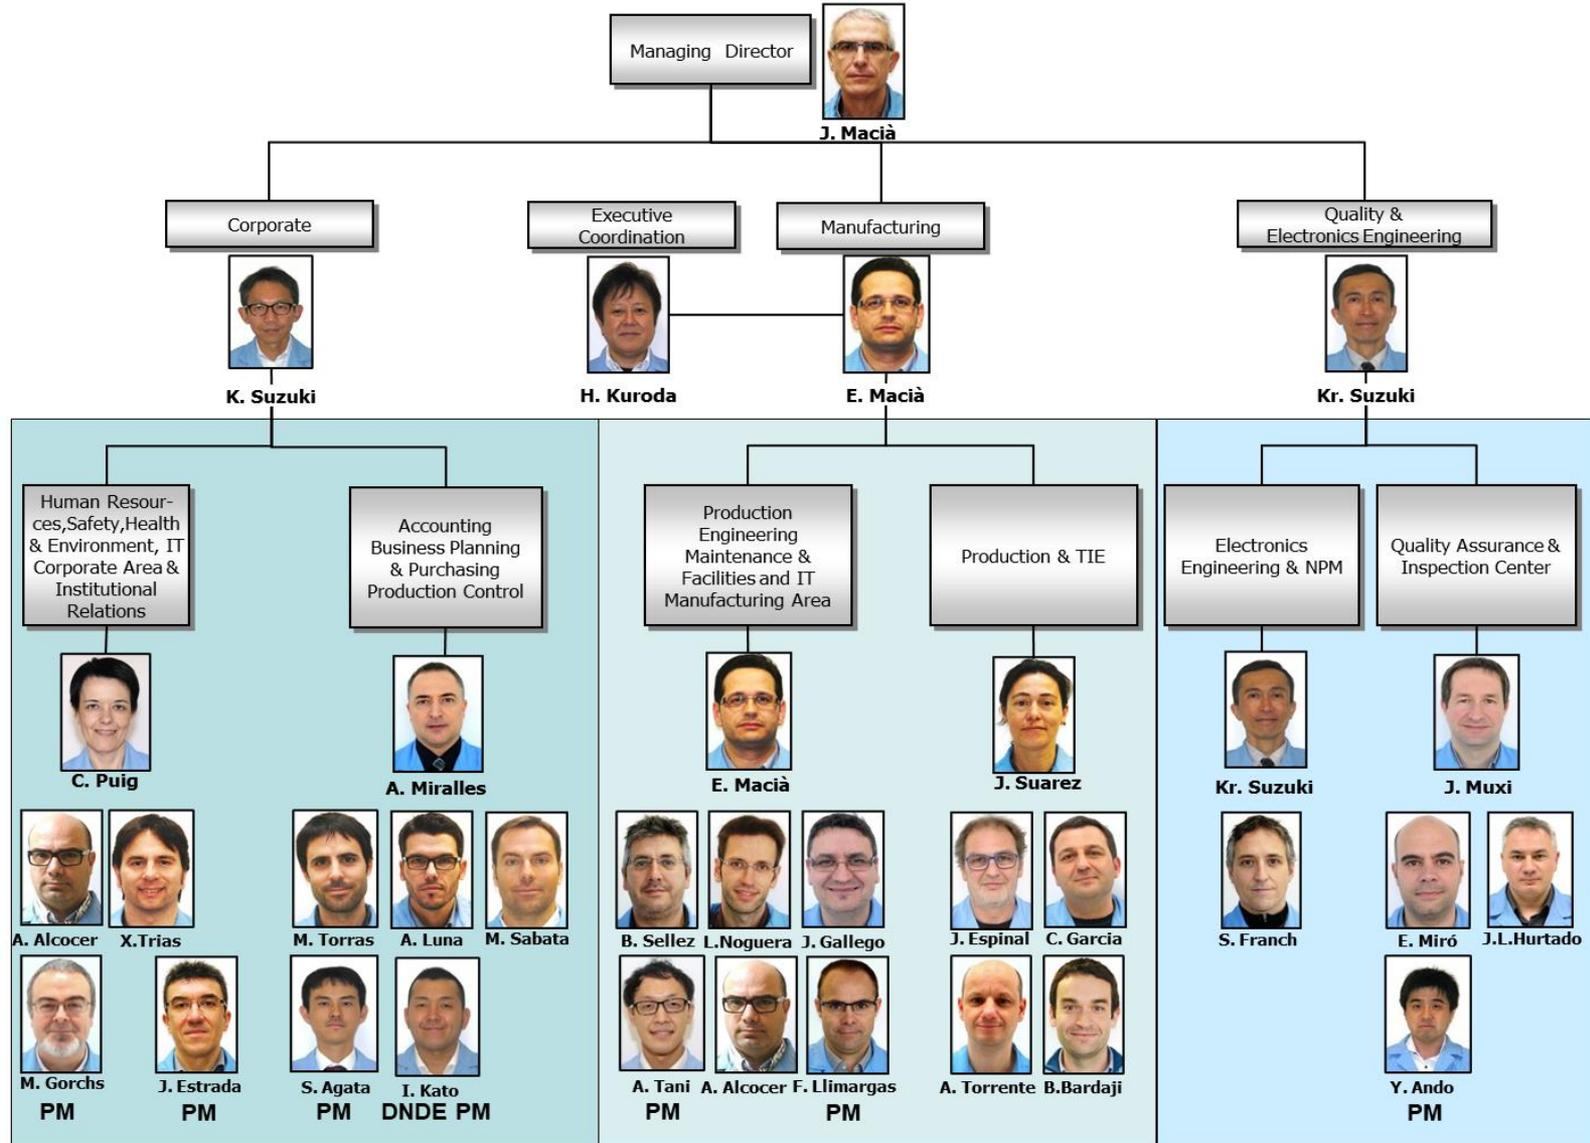 Managing Director
J. Macià
Corporate
Executive
Coordination
Manufacturing
Quality &
Electronics Engineering
K. Suzuki
H. Kuroda
E. Macià
Kr. Suzuki
Human Resour-
ces,Safety,Health
& Environment, IT
Corporate Area &
Institutional
Relations
Accounting
Business Planning
& Purchasing
Production Control
Production
Engineering
Maintenance &
Facilities and IT
Manufacturing Area
Production & TIE
Electronics
Engineering & NPM
Quality Assurance &
Inspection Center
C. Puig
A. Miralles
E. Macià
J. Suarez
Kr. Suzuki
J. Muxi
A. Alcocer
X.Trias
M. Torras
A. Luna
M. Sabata
B. Sellez
L.Noguera
J. Gallego
J. Espinal
C. Garcia
S. Franch
E. Miró
J.L.Hurtado
M. Gorchs
PM
J. Estrada
PM
S. Agata
PM
I. Kato
DNDE PM
A. Tani
PM
A. Alcocer
F. Llimargas
PM
A. Torrente
B.Bardaji
Y. Ando
PM